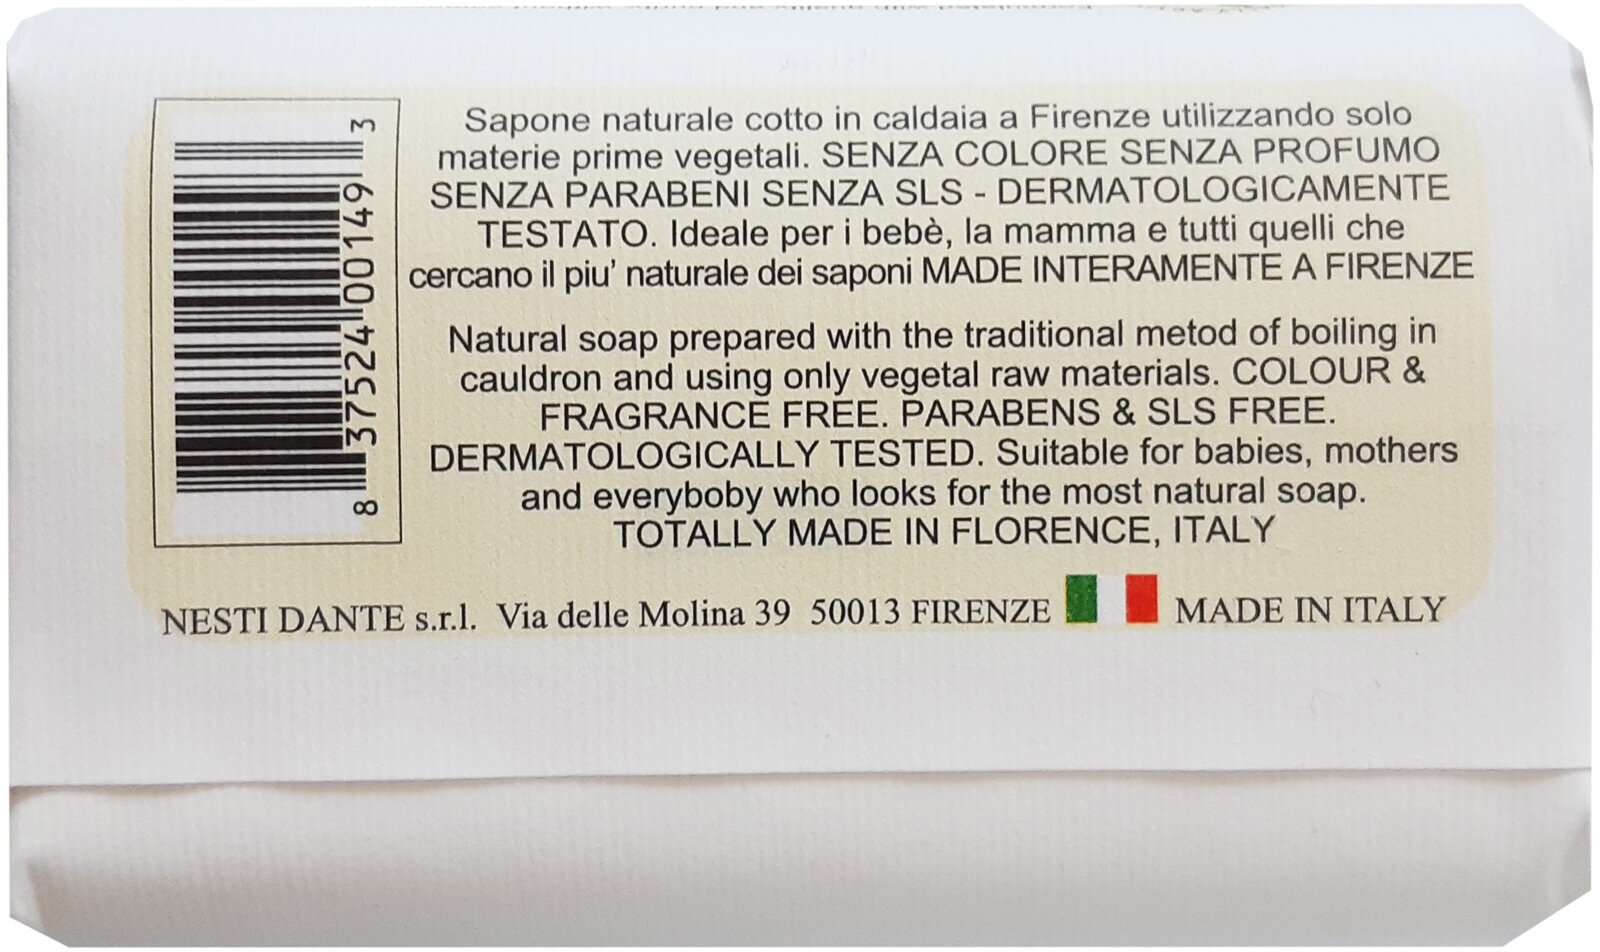 Sapone naturale cotto in caldaia a Firenze utilizzando solo
materie prime vegetali. SENZA COLORE SENZA PROFUMO
SENZA PARABENI SENZA SLS - DERMATOLOGICAMENTE
TESTATO. Ideale per i bebè, la mamma e tutti quelli che
cercano il piu' naturale dei saponi MADE INTERAMENTE A FIRENZE
Natural soap prepared with the traditional metod of boiling in
cauldron and using only vegetal raw materials. COLOUR &
FRAGRANCE FREE. PARABENS & SLS FREE.
DERMATOLOGICALLY TESTED. Suitable for babies, mothers
and everyboby who looks for the most natural soap.
TOTALLY MADE IN FLORENCE, ITALY
8 37524 00149 3
NESTI DANTE s.r.l. Via delle Molina 39 50013 FIRENZE MADE IN ITALY